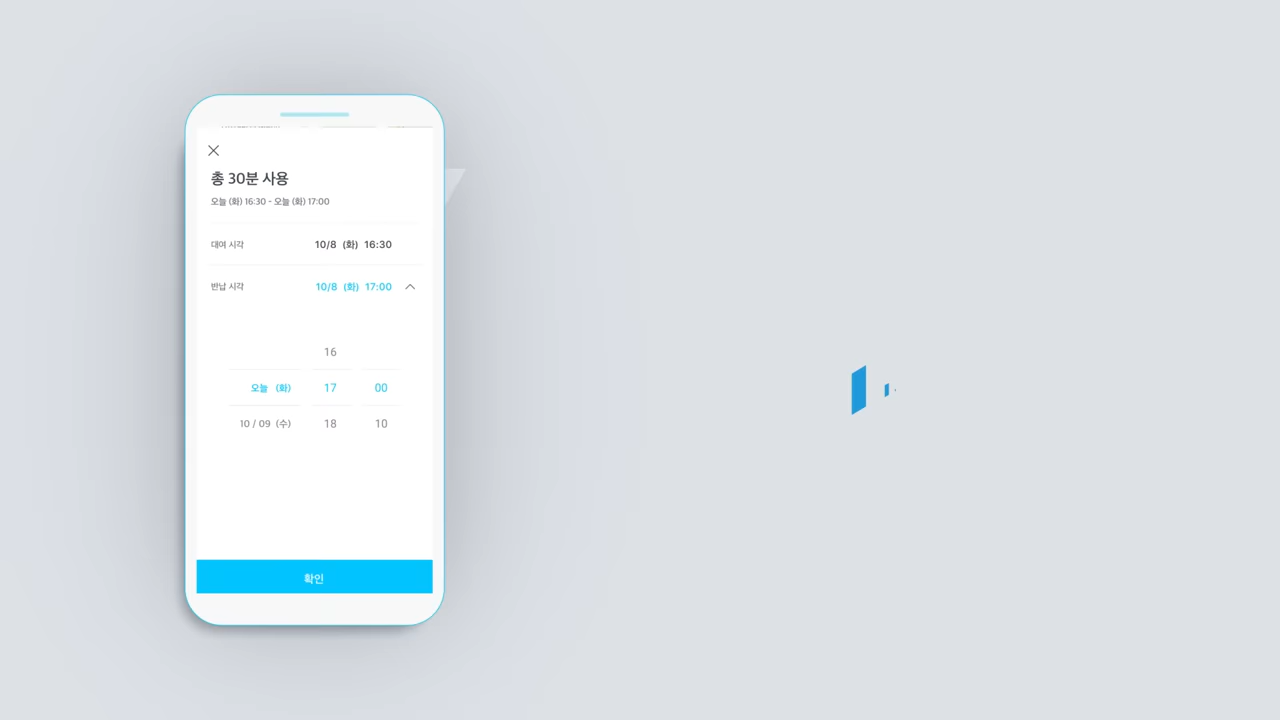 총 30분 사용
오늘 (화) 16:30 - 오늘 (화) 17:00
대여 시각 10/8 (화) 16:30
반납 시각 10/8 (화) 17:00
16
오늘 (화) 17 00
10 / 09 (수) 18 10
확인